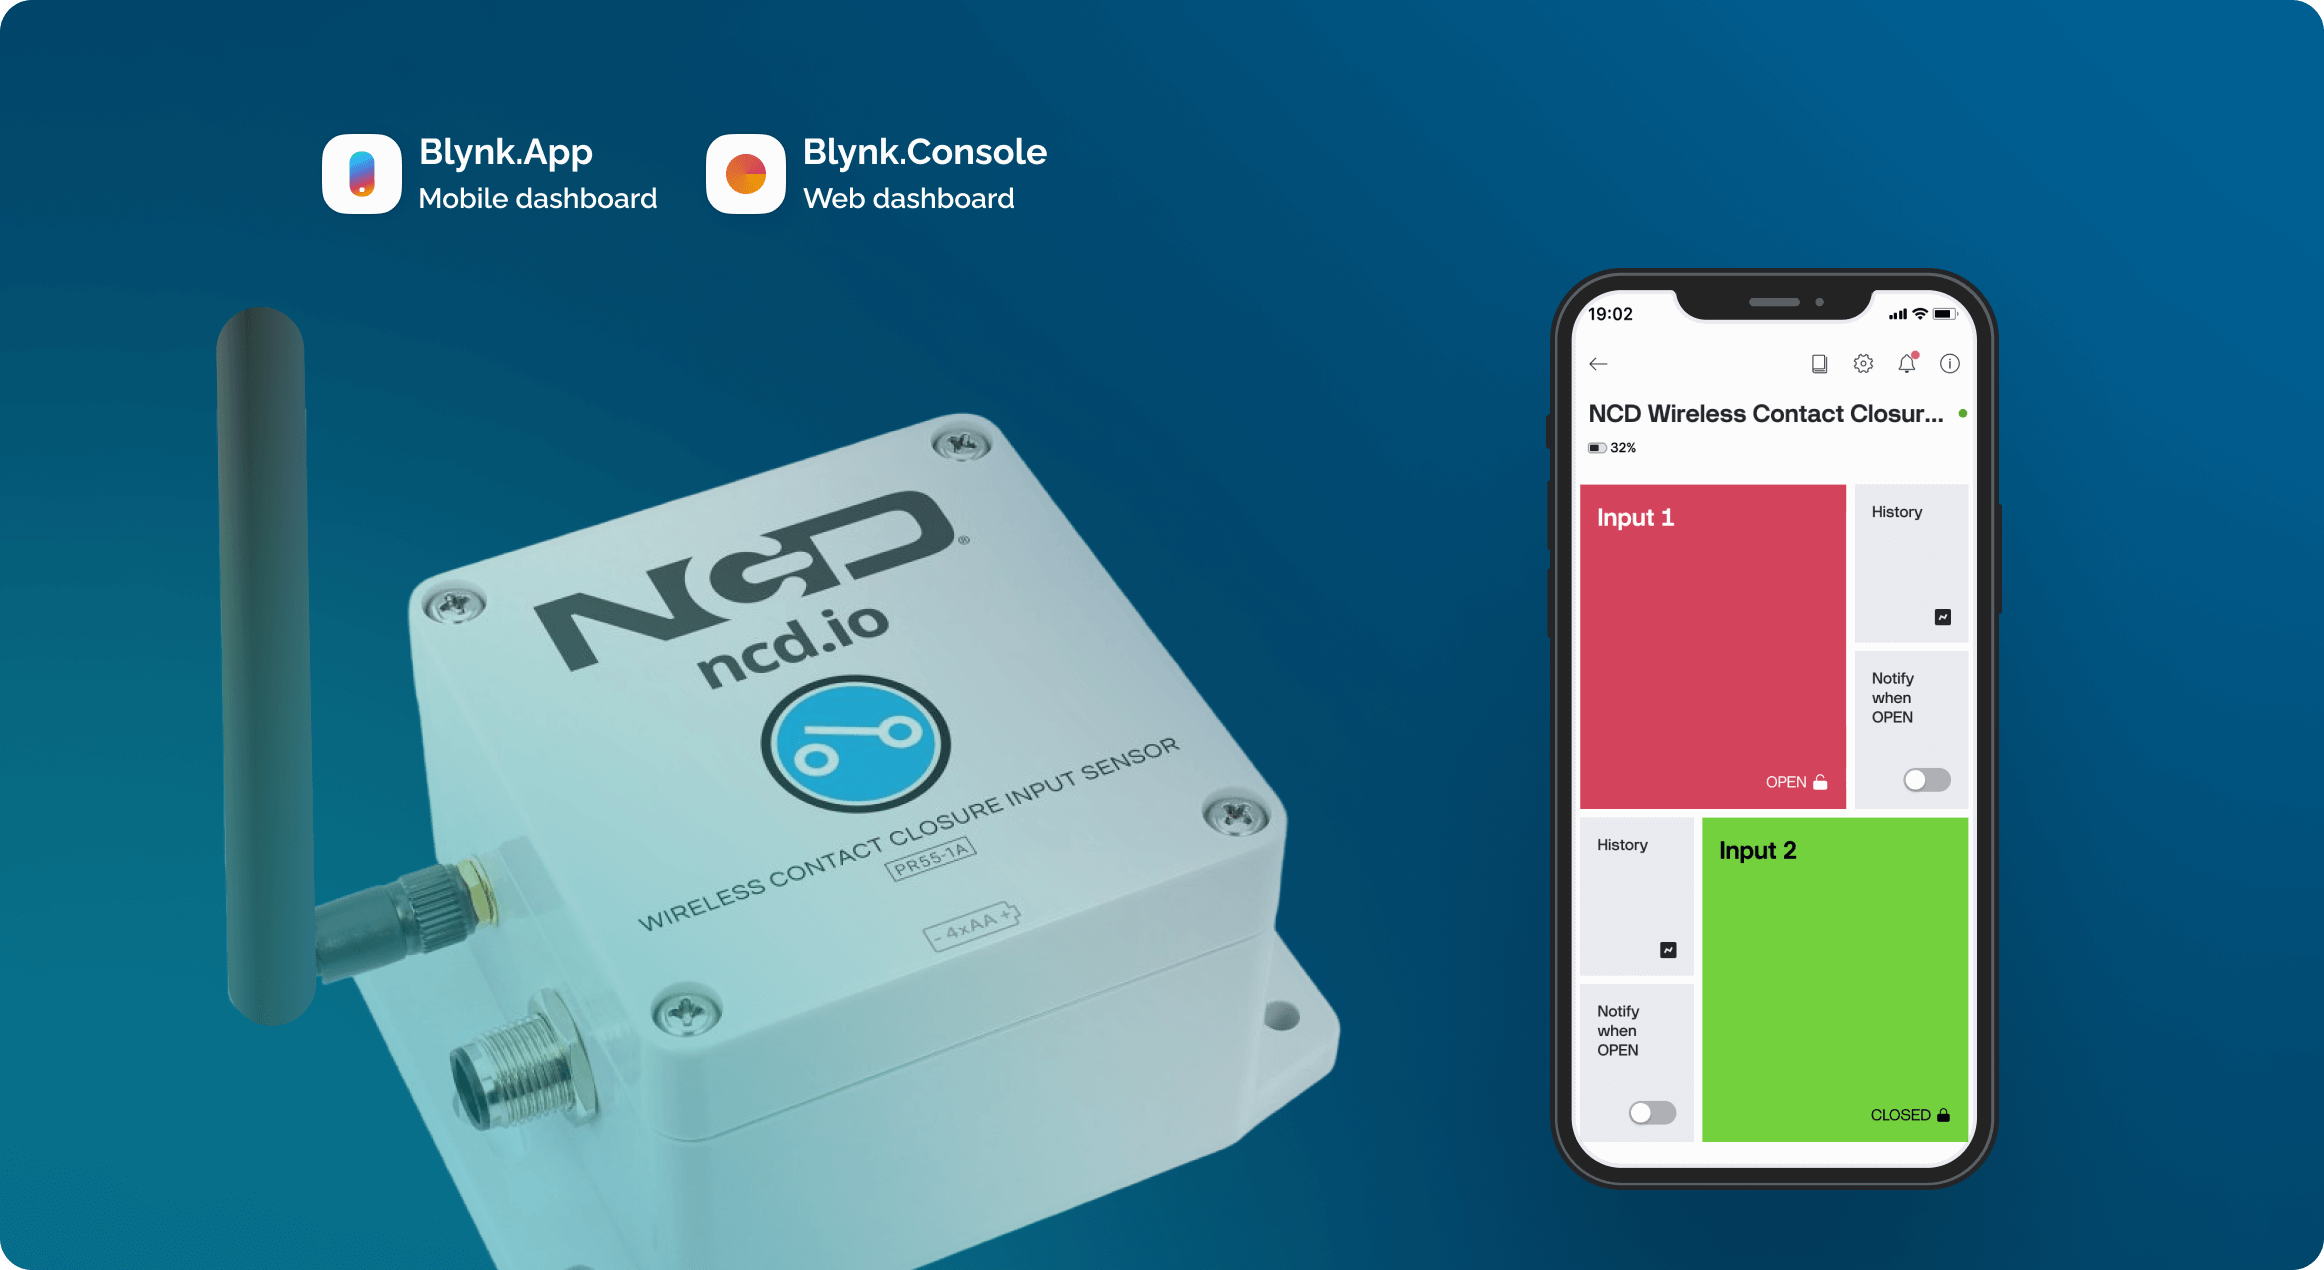 Blynk.App
Mobile dashboard
Blynk.Console
Web dashboard
NCD®
ncd.io
WIRELESS CONTACT CLOSURE INPUT SENSOR
PR55-1A
- 4xAA +
19:02
NCD Wireless Contact Closur...
32%
Input 1
OPEN
History
Notify
when
OPEN
History
Notify
when
OPEN
Input 2
CLOSED